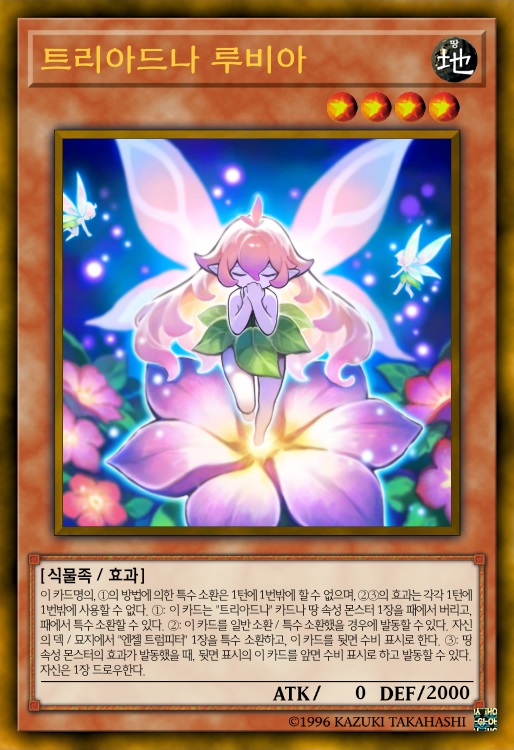 트리아드나 루비아
땅
地
[식물족 / 효과]
이 카드명의, ①의 방법에 의한 특수 소환은 1턴에 1번밖에 할 수 없으며, ②③의 효과는 각각 1턴에
1번밖에 사용할 수 없다. ①: 이 카드는 "트리아드나" 카드나 땅 속성 몬스터 1장을 패에서 버리고,
패에서 특수 소환할 수 있다. ②: 이 카드를 일반 소환 / 특수 소환했을 경우에 발동할 수 있다. 자신
의 덱 / 묘지에서 "엔젤 트럼피터" 1장을 특수 소환하고, 이 카드를 뒷면 수비 표시로 한다. ③: 땅
속성 몬스터의 효과가 발동했을 때, 뒷면 표시의 이 카드를 앞면 수비 표시로 하고 발동할 수 있다.
자신은 1장 드로우한다.
ATK / 0 DEF/2000
©1996 KAZUKI TAKAHASHI